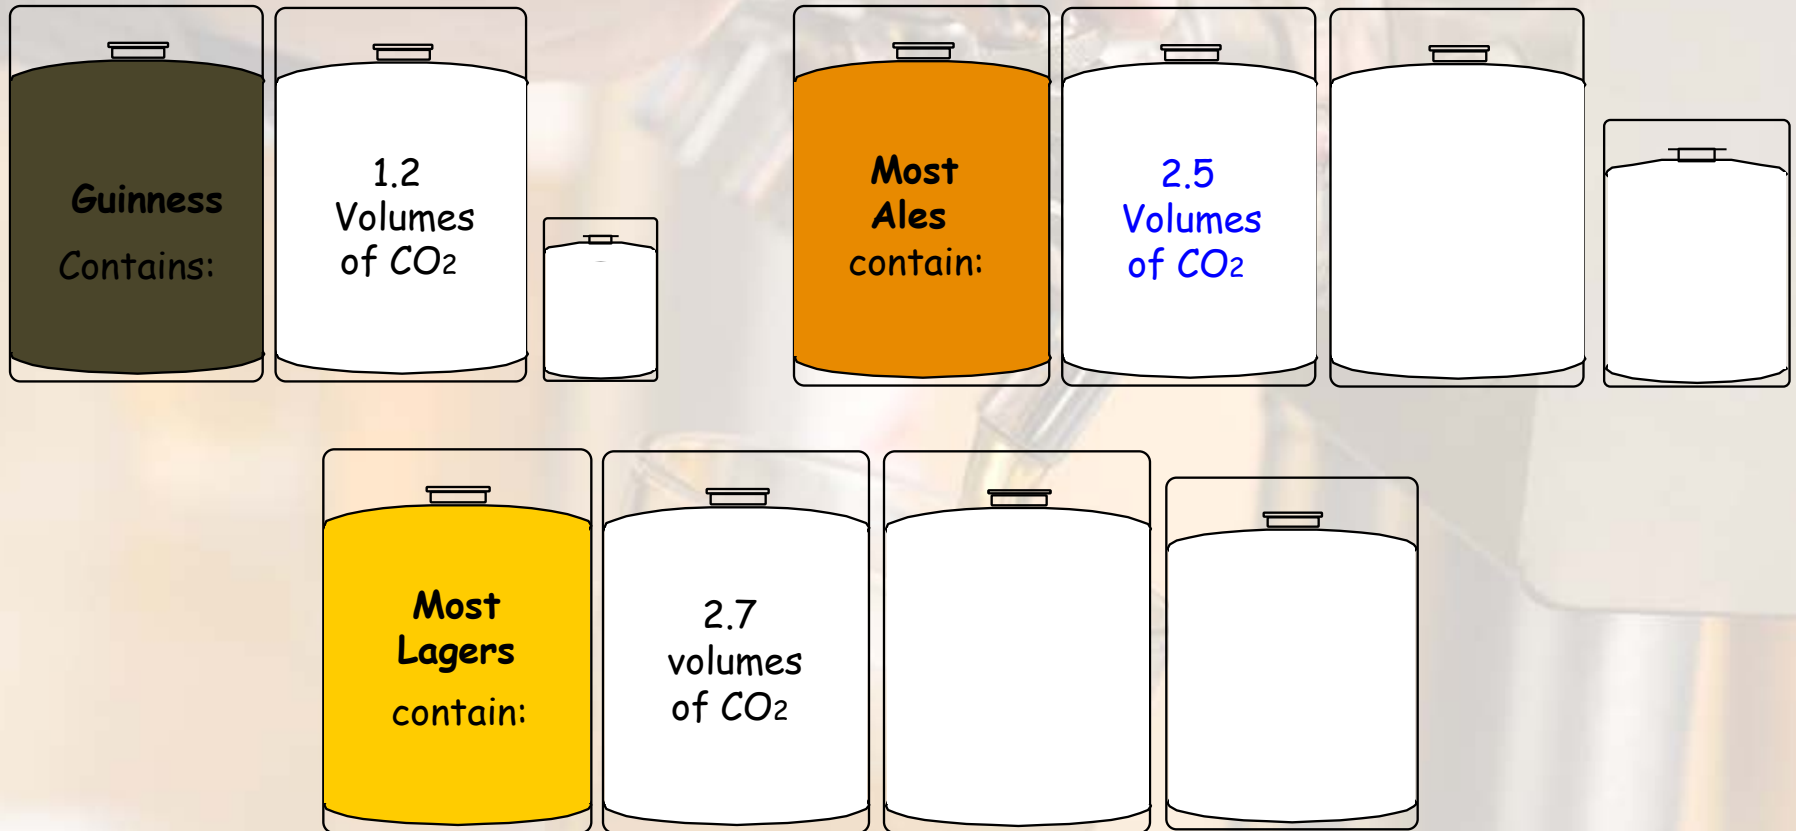 Guinness
Contains:
1.2
Volumes
of CO2
Most
Ales
contain:
2.5
Volumes
of CO2
Most
Lagers
contain:
2.7
volumes
of CO2